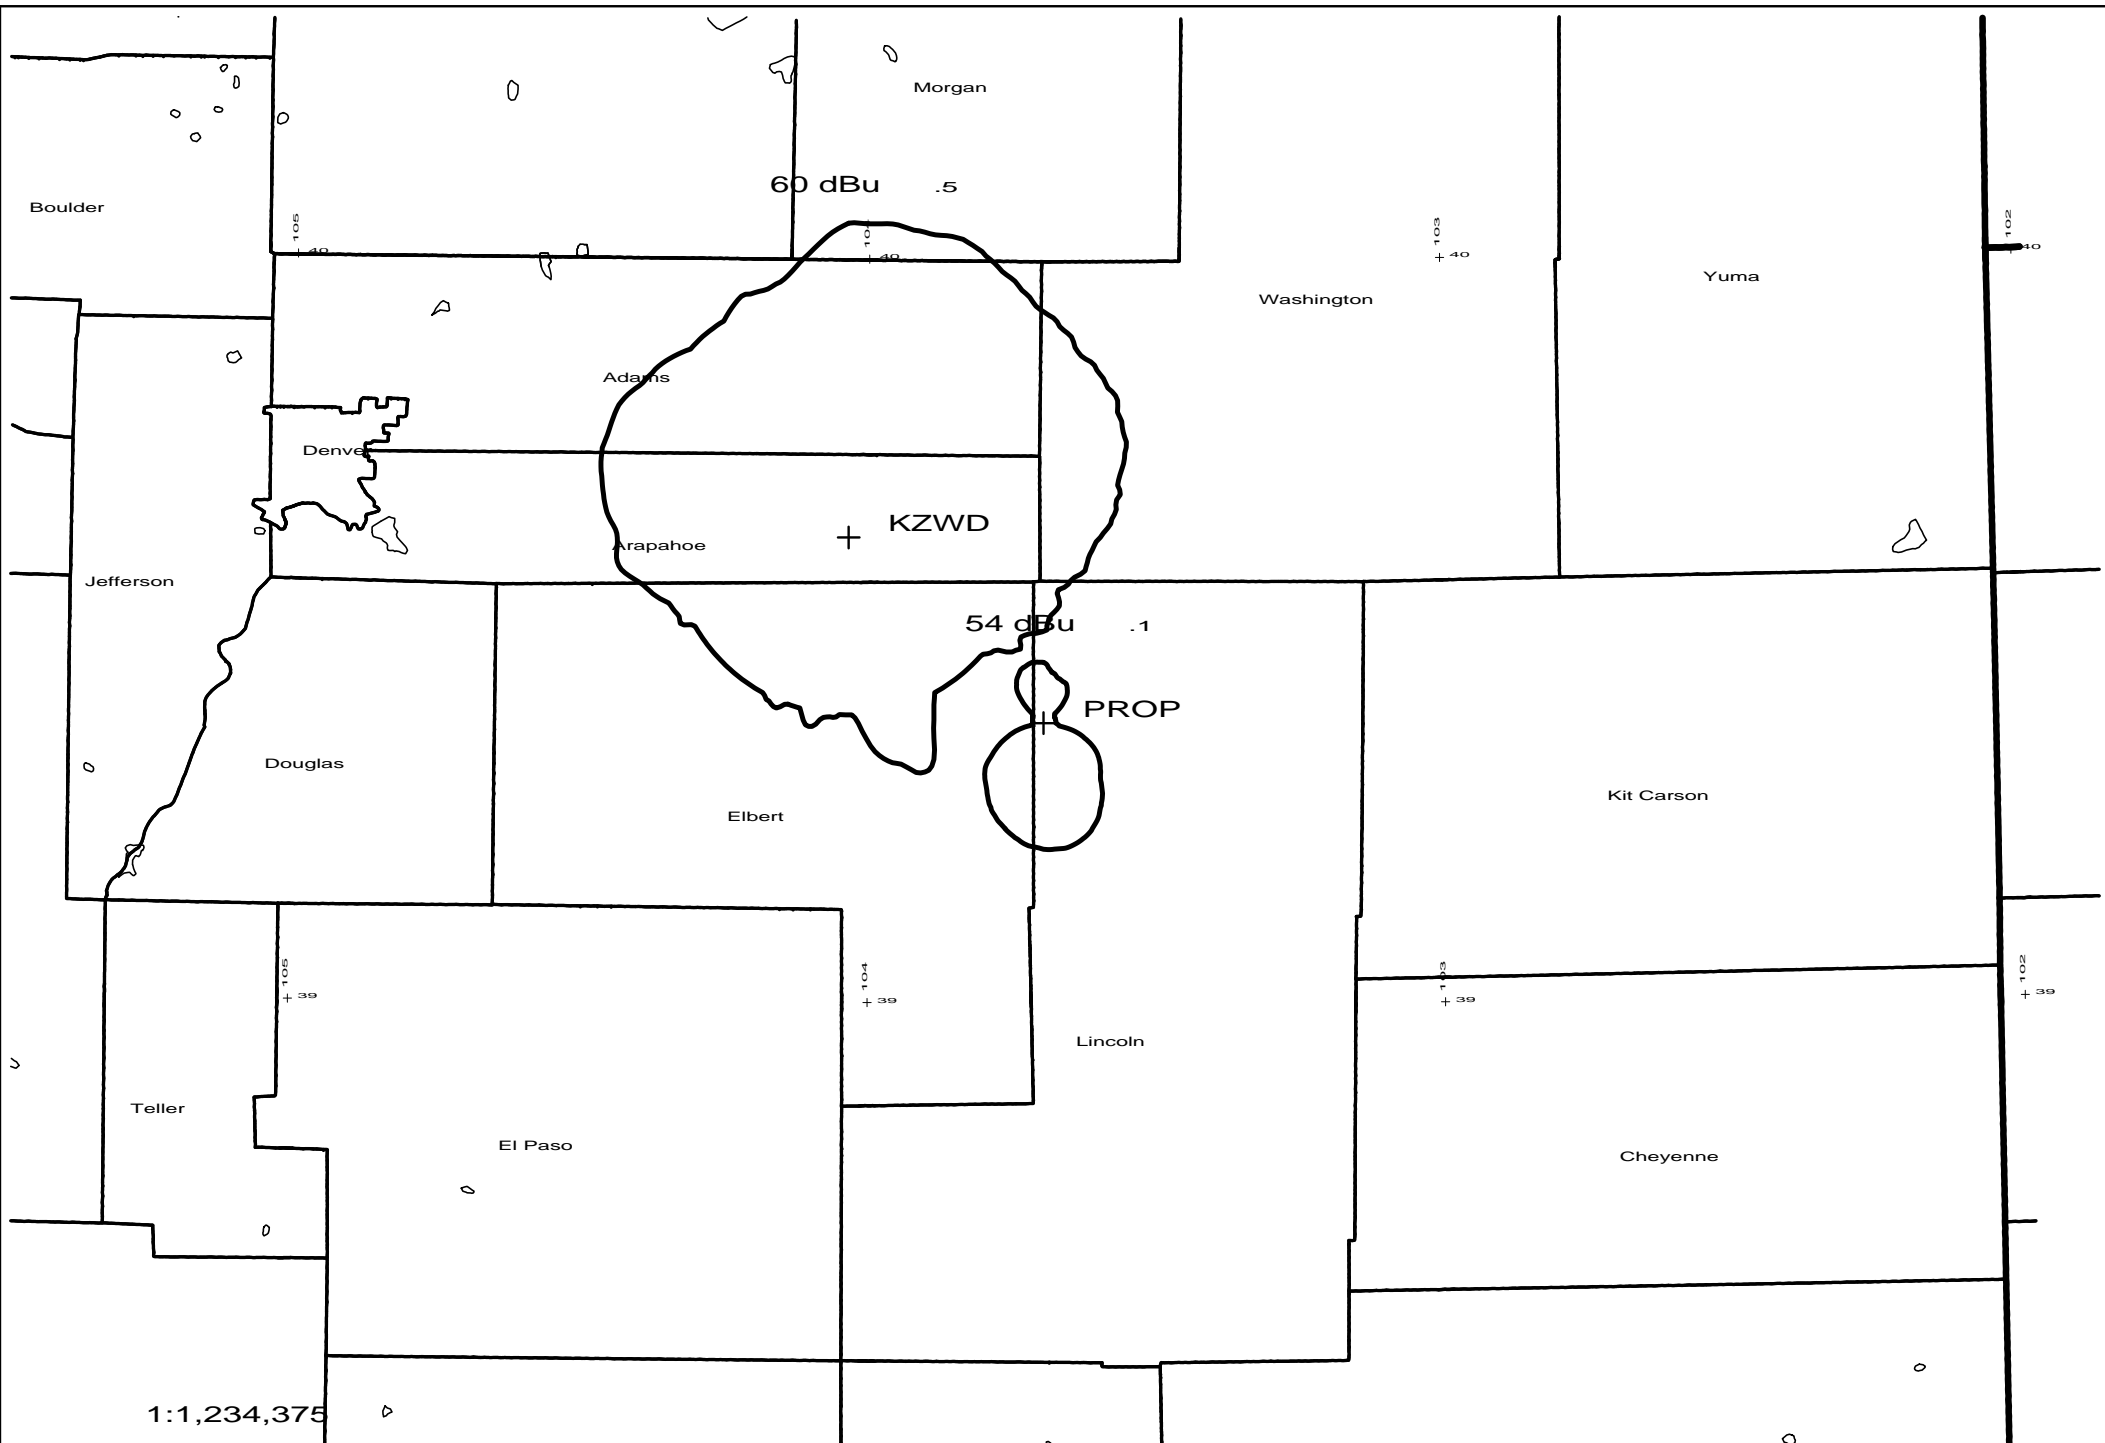 Morgan
60 dBu .5
Boulder
105
+ 40
104
+ 40
103
+ 40
102
+ 40
Yuma
Washington
Adams
Denver
KZWD
Arapahoe
Jefferson
54 dBu .1
PROP
Douglas
Kit Carson
Elbert
105
+ 39
104
+ 39
103
+ 39
102
+ 39
Lincoln
Teller
El Paso
Cheyenne
1:1,234,375